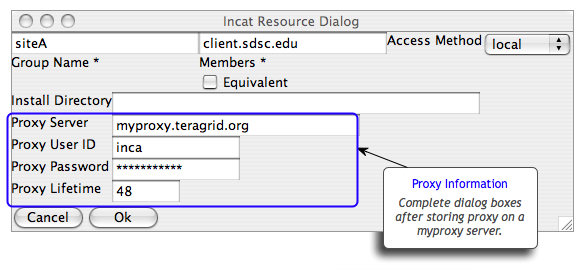 Incat Resource Dialog
siteA client.sdsc.edu Access Method local
Group Name * Members *
Equivalent
Install Directory
Proxy Server myproxy.teragrid.org
Proxy User ID inca
Proxy Password ***********
Proxy Lifetime 48
Cancel Ok
Proxy Information
Complete dialog boxes
after storing proxy on a
myproxy server.